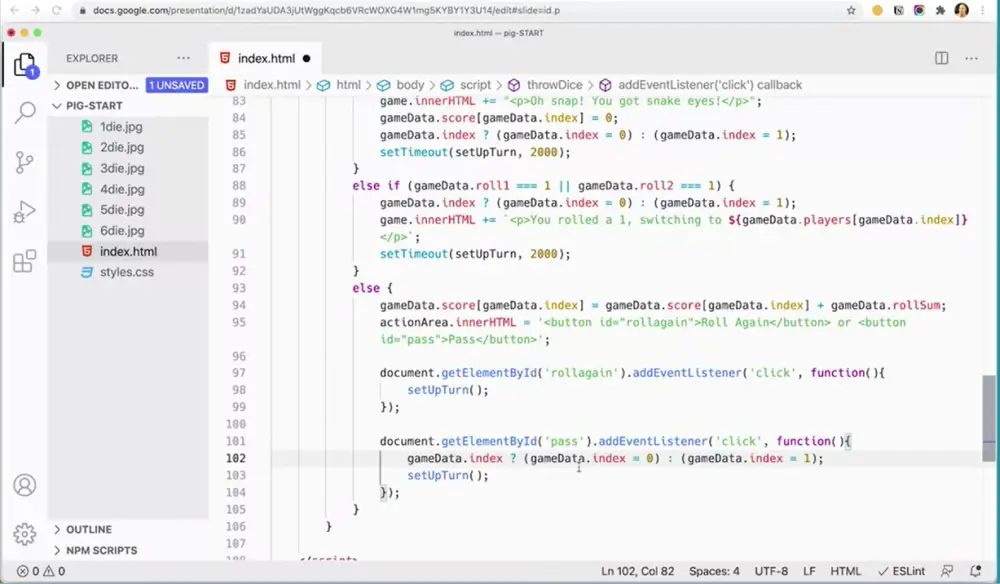 docs.google.com/presentation/d/1zadYaUDA3jUtWggKqcb6VRcWOXG4W1mg5KYBY1Y3U14/edit#slide=id.p
index.html — pig-START
EXPLORER
index.html
OPEN EDITO...
1 UNSAVED
index.html > html > body > script > throwDice > addEventListener('click') callback
PIG-START
1die.jpg
2die.jpg
3die.jpg
4die.jpg
5die.jpg
6die.jpg
index.html
styles.css
OUTLINE
NPM SCRIPTS
83 game.innerHTML += "<p>Oh snap! You got snake eyes!</p>";
84 gameData.score[gameData.index] = 0;
85 gameData.index ? (gameData.index = 0) : (gameData.index = 1);
86 setTimeout(setUpTurn, 2000);
87 }
88 else if (gameData.roll1 === 1 || gameData.roll2 === 1) {
89 gameData.index ? (gameData.index = 0) : (gameData.index = 1);
90 game.innerHTML += `<p>You rolled a 1, switching to ${gameData.players[gameData.index]}
</p>`;
91 setTimeout(setUpTurn, 2000);
92 }
93 else {
94 gameData.score[gameData.index] = gameData.score[gameData.index] + gameData.rollSum;
95 actionArea.innerHTML = '<button id="rollagain">Roll Again</button> or <button
id="pass">Pass</button>';
96
97 document.getElementById('rollagain').addEventListener('click', function(){
98 setUpTurn();
99 });
100
101 document.getElementById('pass').addEventListener('click', function(){
102 gameData.index ? (gameData.index = 0) : (gameData.index = 1);
103 setUpTurn();
104 });
105 }
106 }
107
108 </script>
1
0 0
Ln 102, Col 82
Spaces: 4
UTF-8
LF
HTML
ESLint